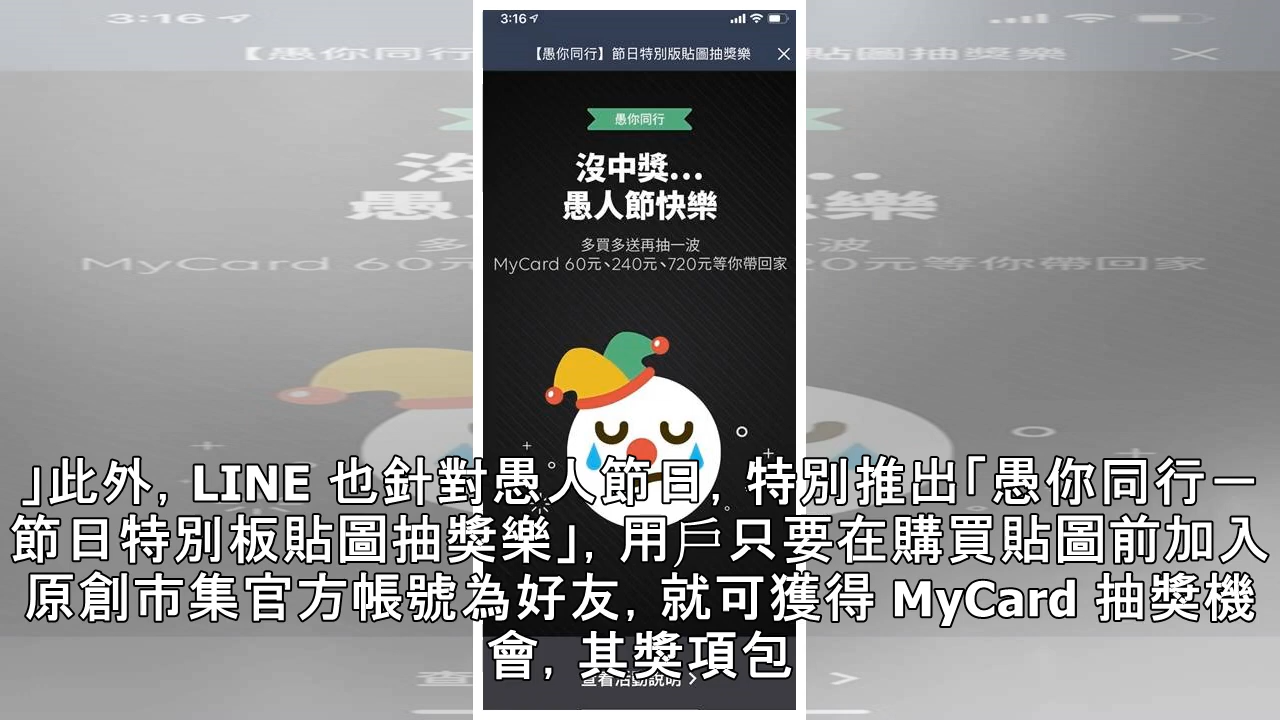 3:16
【愚你同行】節日特別版貼圖抽獎樂
愚你同行
沒中獎...
愚人節快樂
多買多送再抽一波
MyCard 60元、240元、720元等你帶回家
」此外, LINE 也針對愚人節日, 特別推出「愚你同行－
節日特別板貼圖抽獎樂」, 用戶只要在購買貼圖前加入
原創市集官方帳號為好友, 就可獲得 MyCard 抽獎機
會, 其獎項包
查看活動說明